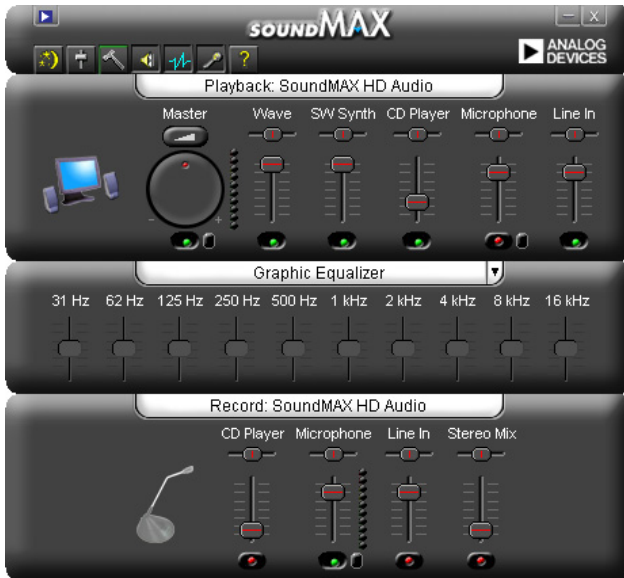 SOUNDMAX
ANALOG
DEVICES
Playback: SoundMAX HD Audio
Master Wave SW Synth CD Player Microphone Line In
- +
Graphic Equalizer
31 Hz 62 Hz 125 Hz 250 Hz 500 Hz 1 kHz 2 kHz 4 kHz 8 kHz 16 kHz
Record: SoundMAX HD Audio
CD Player Microphone Line In Stereo Mix